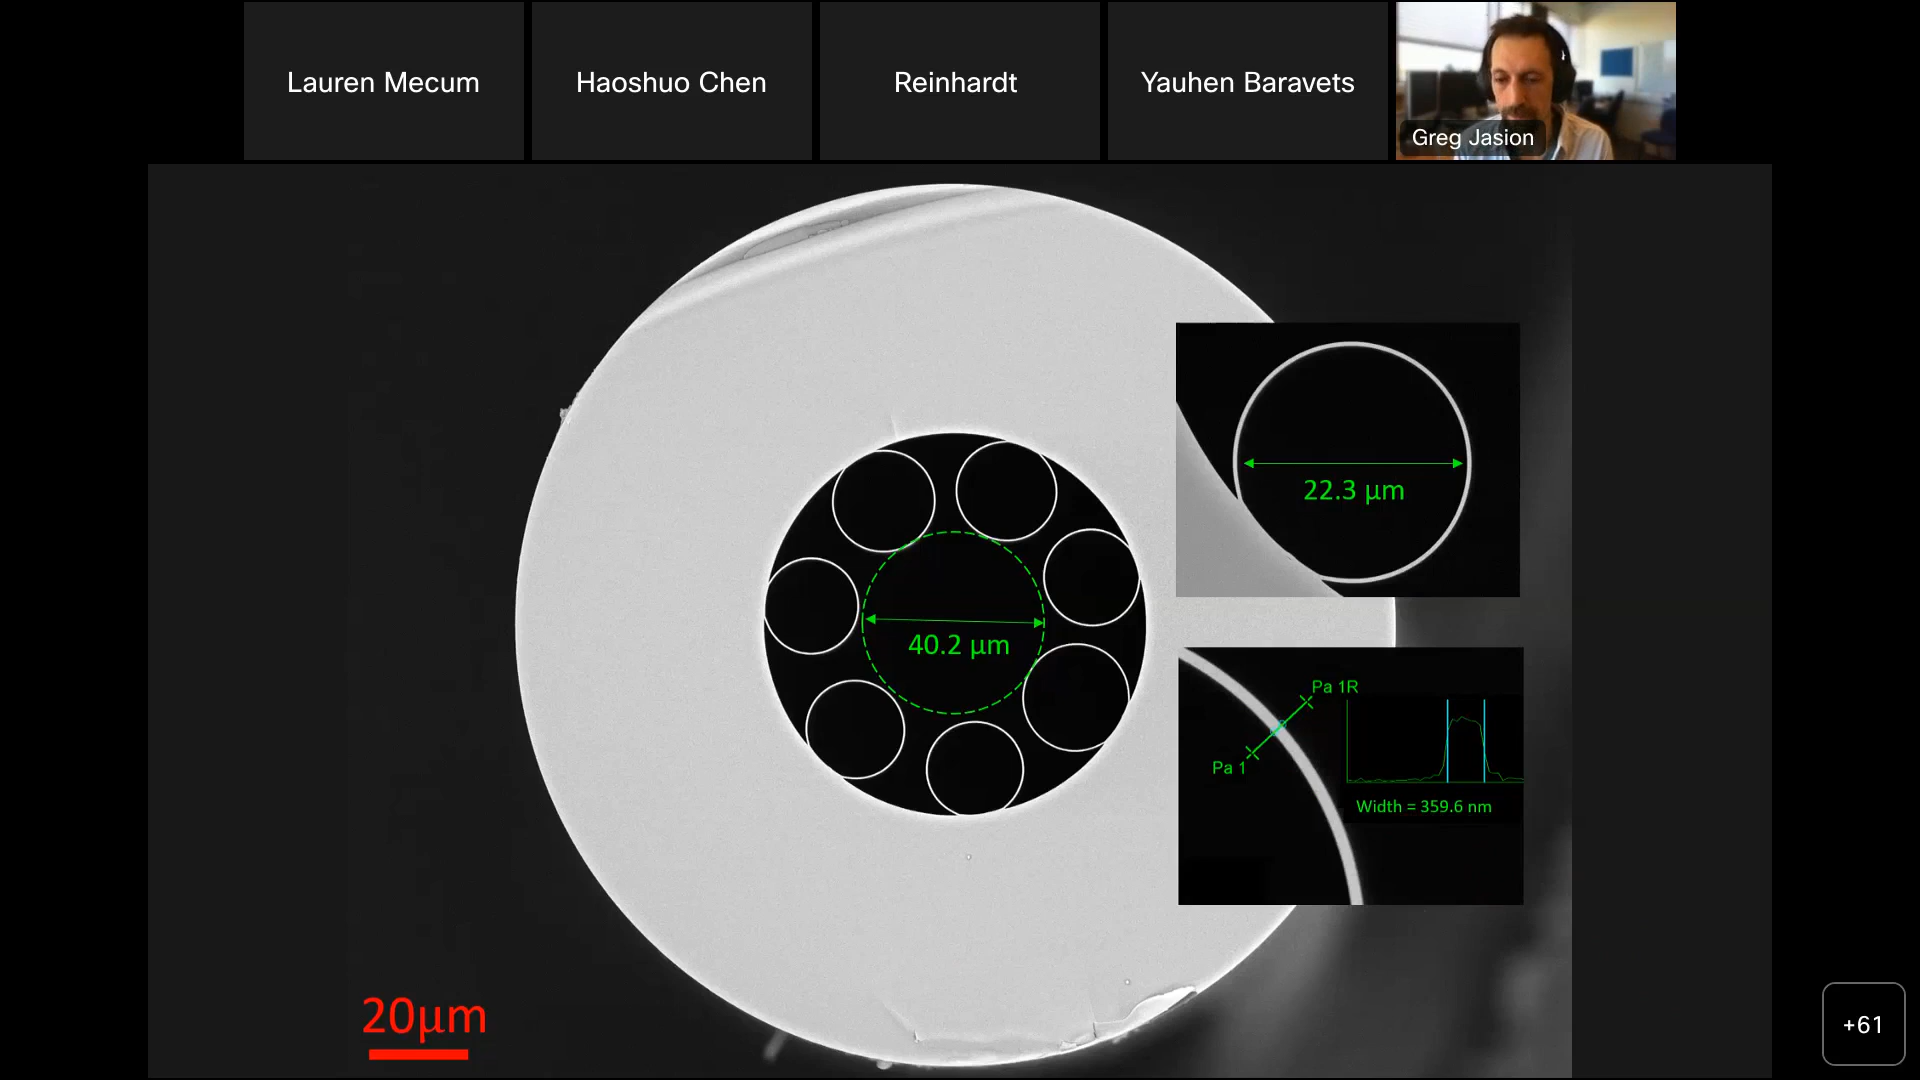 Lauren Mecum
Haoshuo Chen
Reinhardt
Yauhen Baravets
Greg Jasion
22.3 µm
40.2 µm
Pa 1R
Pa 1
Width = 359.6 nm
20µm
+61